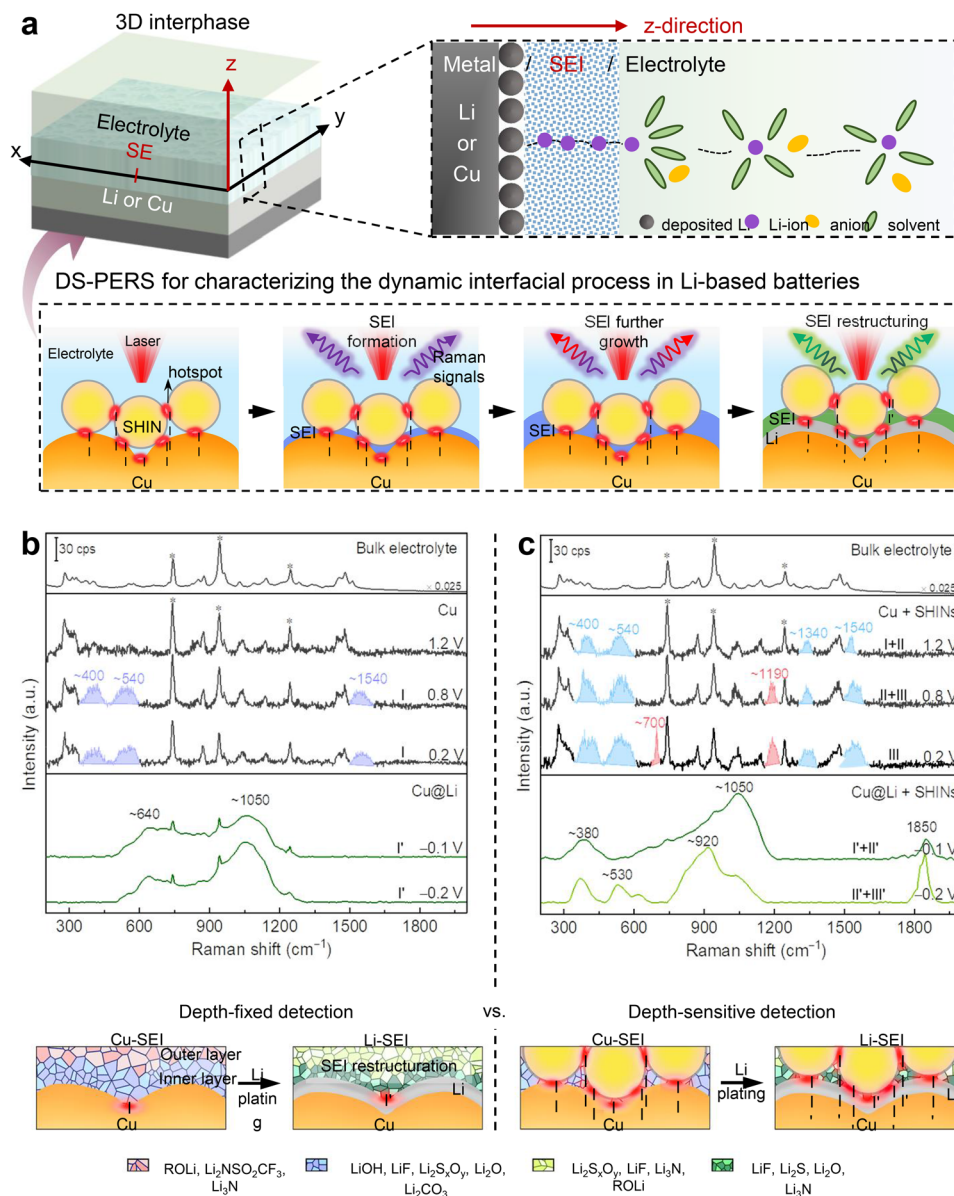 a
3D interphase
z
Electrolyte
SE
I
x
y
Li or Cu
z-direction
Metal / SEI / Electrolyte
Li
or
Cu
deposited Li
Li-ion
anion
solvent
DS-PERS for characterizing the dynamic interfacial process in Li-based batteries
Electrolyte
Laser
hotspot
SHIN
Cu
SEI
formation
Raman
signals
SEI
Cu
SEI further
growth
SEI
Cu
SEI restructuring
II'
I'
SEI
Li
Cu
b
30 cps
Bulk electrolyte
× 0.025
* * *
Cu
* * *
1.2 V
~400
~540
~1540
I 0.8 V
I 0.2 V
Cu@Li
~640
~1050
I' −0.1 V
I' −0.2 V
Intensity (a.u.)
300 600 900 1200 1500 1800
Raman shift (cm⁻¹)
c
30 cps
Bulk electrolyte
× 0.025
* * *
Cu + SHINs
* * *
~400
~540
~1340
~1540
I+II 1.2 V
~1190
II+III 0.8 V
~700
III 0.2 V
Cu@Li + SHINs
~1050
~380
1850
I'+II' −0.1 V
~920
~530
II'+III' −0.2 V
Intensity (a.u.)
300 600 900 1200 1500 1800
Raman shift (cm⁻¹)
Depth-fixed detection
vs.
Depth-sensitive detection
Cu-SEI
Outer layer
Inner layer
I
Cu
Li
platin
g
Li-SEI
SEI restructuration
Li
I'
Cu
Cu-SEI
Cu
Li
plating
Li-SEI
I'
Cu
ROLi, Li₂NSO₂CF₃,
Li₃N
LiOH, LiF, Li₂SₓOᵧ, Li₂O,
Li₂CO₃
Li₂SₓOᵧ, LiF, Li₃N,
ROLi
LiF, Li₂S, Li₂O,
Li₃N